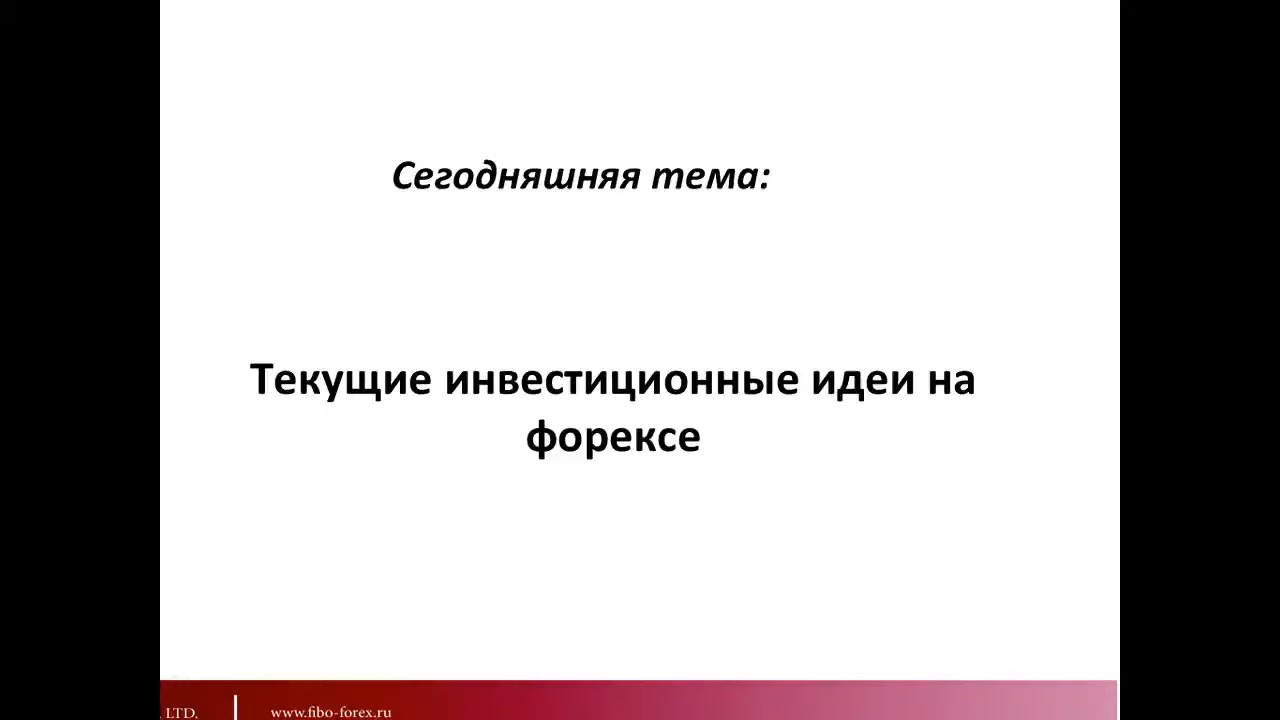 Сегодняшняя тема:
Текущие инвестиционные идеи на
форексе
. LTD.
www.fibo-forex.ru